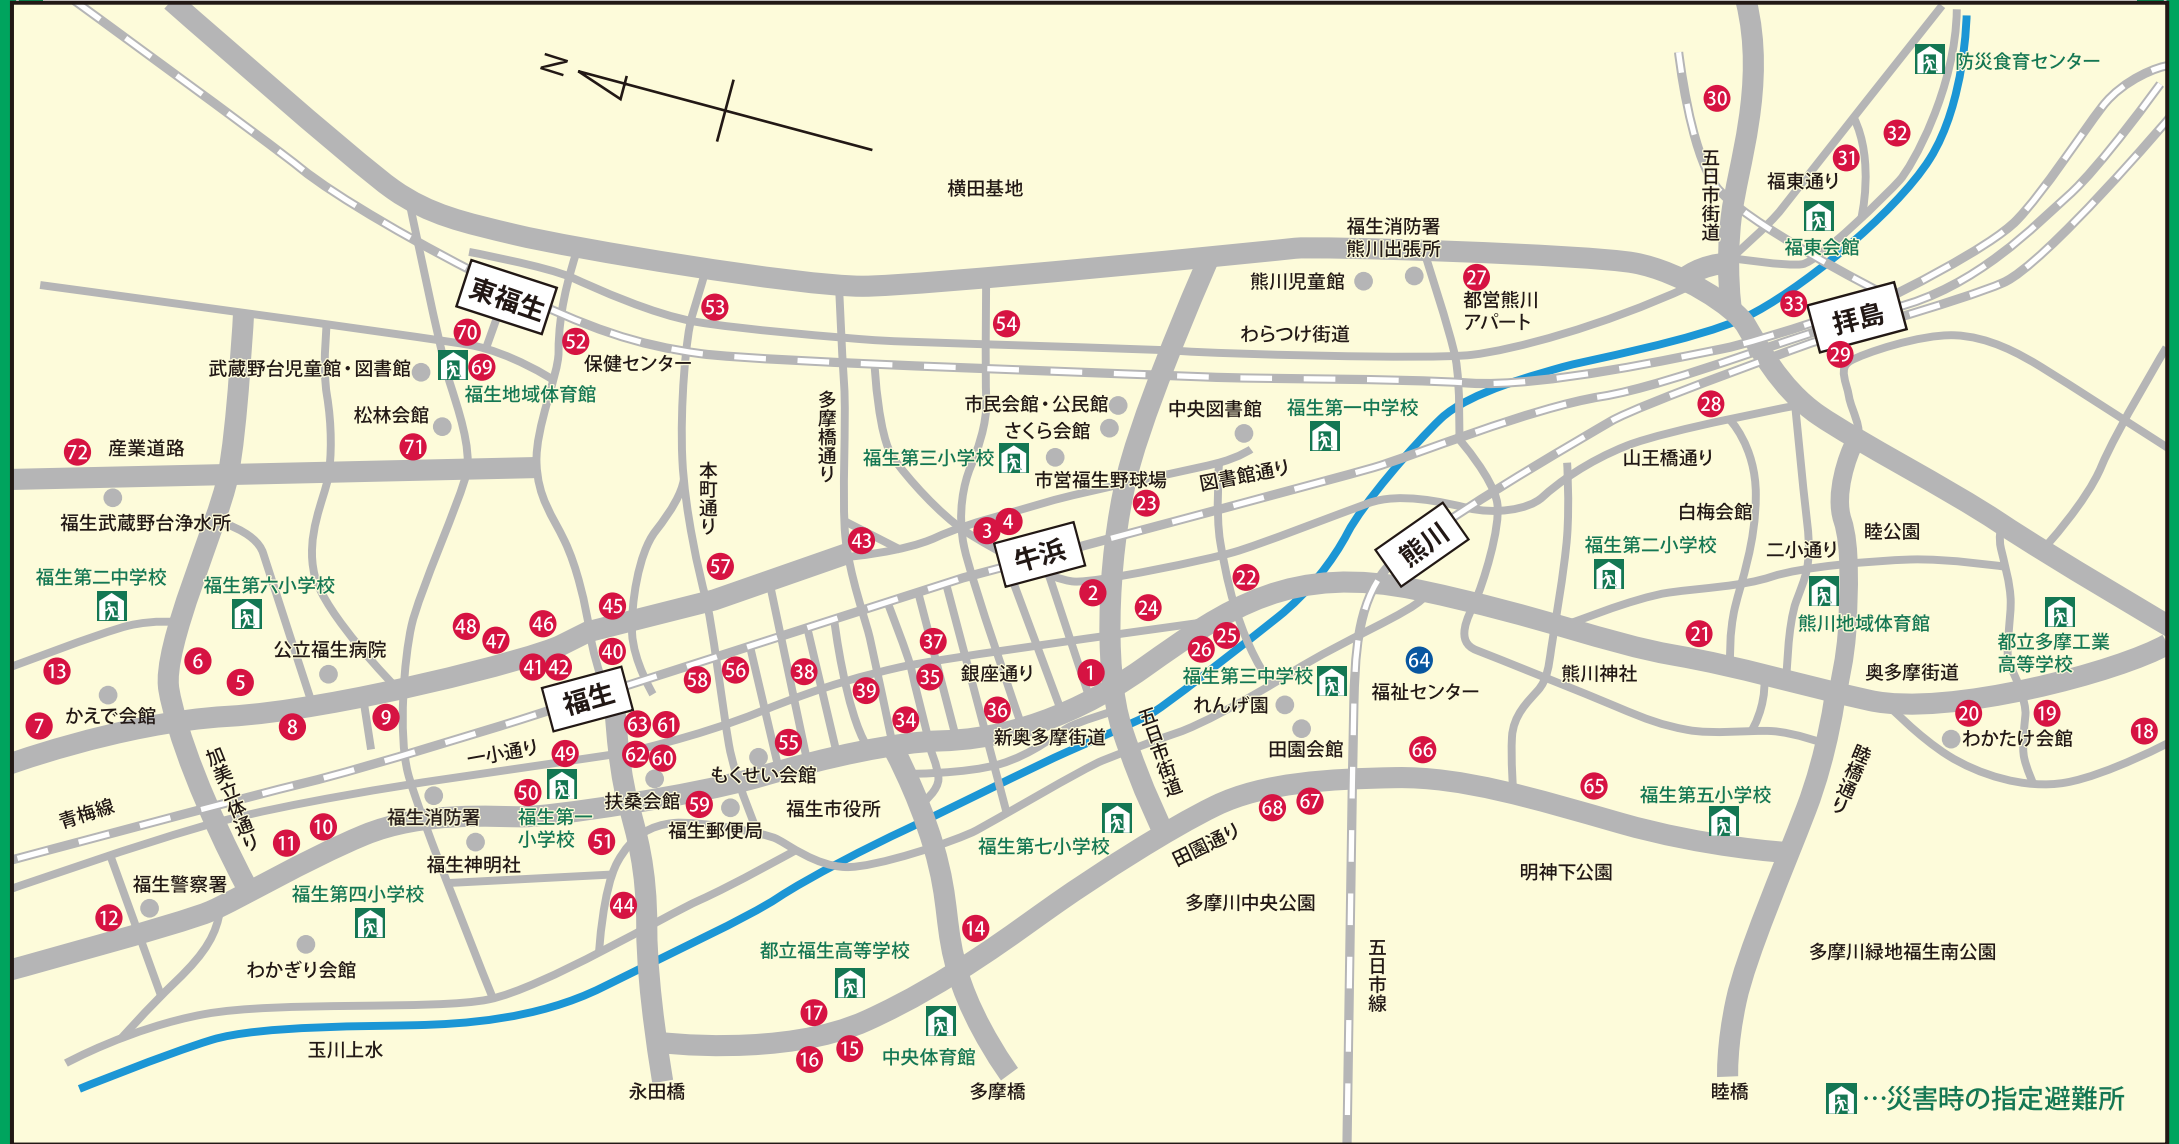 N
防災食育センター
30
32
31
五日市街道
福東通り
横田基地
福東会館
福生消防署
熊川出張所
熊川児童館
27
都営熊川
アパート
東福生
53
54
33
拝島
わらつけ街道
70
52
29
武蔵野台児童館・図書館
69
保健センター
福生地域体育館
多摩橋通り
市民会館・公民館
中央図書館
福生第一中学校
28
松林会館
さくら会館
72
産業道路
71
福生第三小学校
山王橋通り
本町通り
市営福生野球場
図書館通り
福生武蔵野台浄水所
23
白梅会館
3
4
43
牛浜
熊川
睦公園
福生第二小学校
二小通り
福生第二中学校
福生第六小学校
57
22
2
45
24
熊川地域体育館
48
46
47
37
25
21
都立多摩工業
高等学校
公立福生病院
40
26
13
6
5
41
42
58
56
38
35
銀座通り
1
福生第三中学校
64
福祉センター
熊川神社
奥多摩街道
かえで会館
福生
39
れんげ園
7
8
9
63
61
34
36
五日市街道
20
19
18
加美立体通り
一小通り
49
62
60
55
新奥多摩街道
田園会館
66
わかたけ会館
もくせい会館
睦橋通り
青梅線
50
扶桑会館
59
福生市役所
68
67
65
福生第五小学校
福生消防署
福生第一
小学校
福生郵便局
11
10
51
福生第七小学校
田園通り
福生神明社
明神下公園
福生警察署
福生第四小学校
12
44
多摩川中央公園
14
わかぎり会館
都立福生高等学校
五日市線
多摩川緑地福生南公園
17
16
15
中央体育館
玉川上水
永田橋
多摩橋
睦橋
…災害時の指定避難所